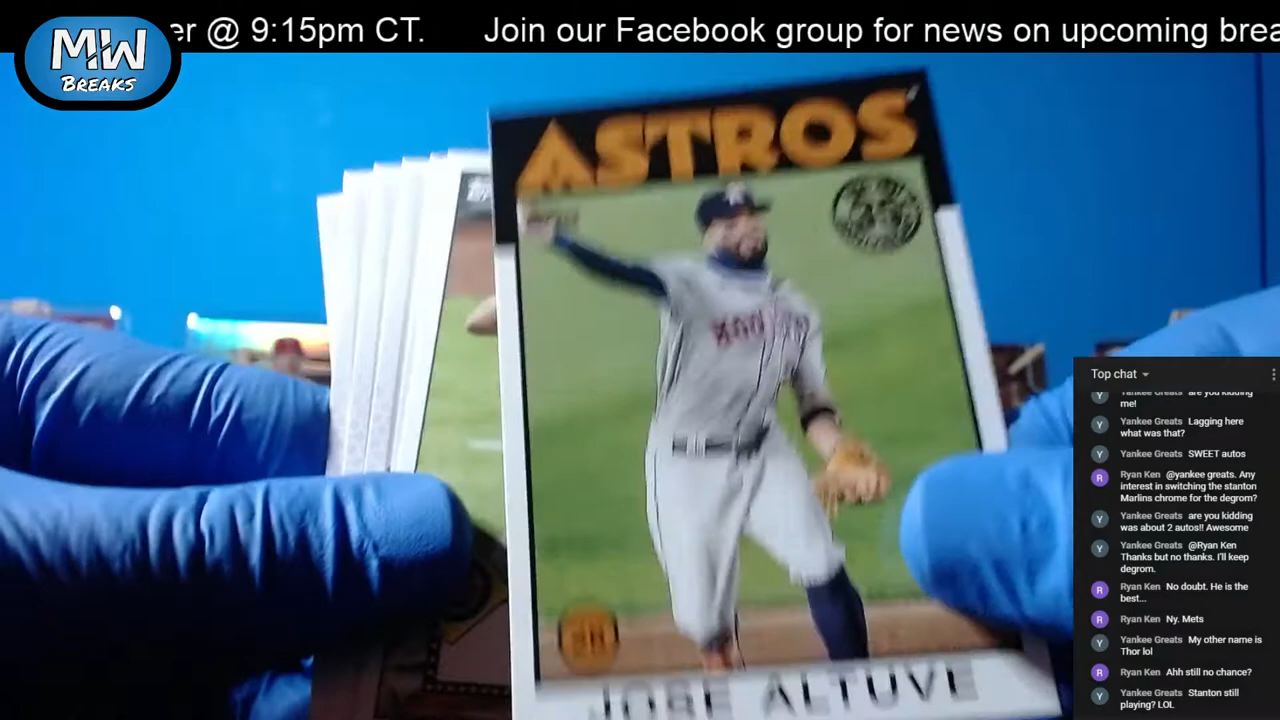 er @ 9:15pm CT. Join our Facebook group for news on upcoming brea
MW
BREAKS
ASTROS
2B
JOSE ALTUVE
Top chat
Yankee Greats are you kidding
me!
Yankee Greats Lagging here
what was that?
Yankee Greats SWEET autos
Ryan Ken @yankee greats. Any
interest in switching the stanton
Marlins chrome for the degrom?
Yankee Greats are you kidding
was about 2 autos!! Awesome
Yankee Greats @Ryan Ken
Thanks but no thanks. I'll keep
degrom.
Ryan Ken No doubt. He is the
best...
Ryan Ken Ny. Mets
Yankee Greats My other name is
Thor lol
Ryan Ken Ahh still no chance?
Yankee Greats Stanton still
playing? LOL